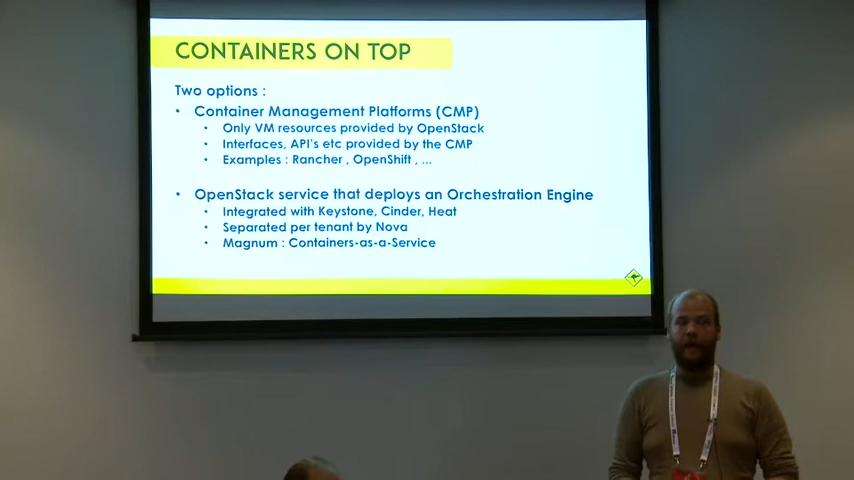 CONTAINERS ON TOP
Two options :
• Container Management Platforms (CMP)
• Only VM resources provided by OpenStack
• Interfaces, API's etc provided by the CMP
• Examples : Rancher , OpenShift , ...
• OpenStack service that deploys an Orchestration Engine
• Integrated with Keystone, Cinder, Heat
• Separated per tenant by Nova
• Magnum : Containers-as-a-Service